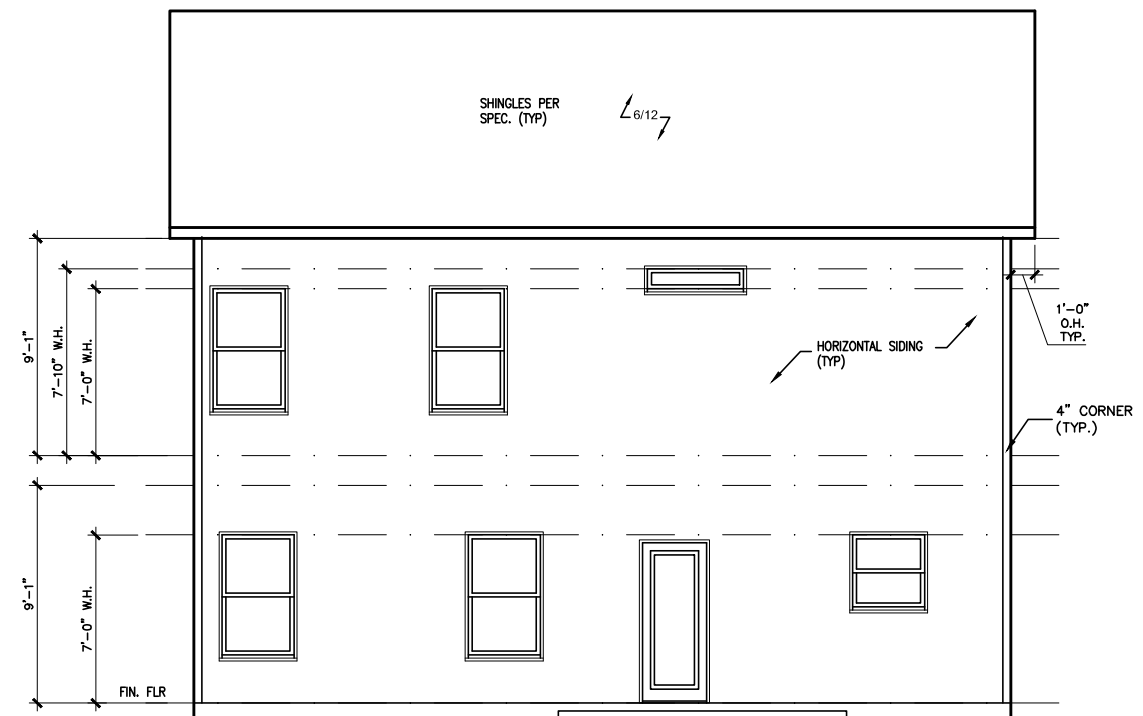 SHINGLES PER
SPEC. (TYP)
6/12
9'-1"
7'-10" W.H.
7'-0" W.H.
1'-0"
O.H.
TYP.
HORIZONTAL SIDING
(TYP)
4" CORNER
(TYP.)
9'-1"
7'-0" W.H.
FIN. FLR